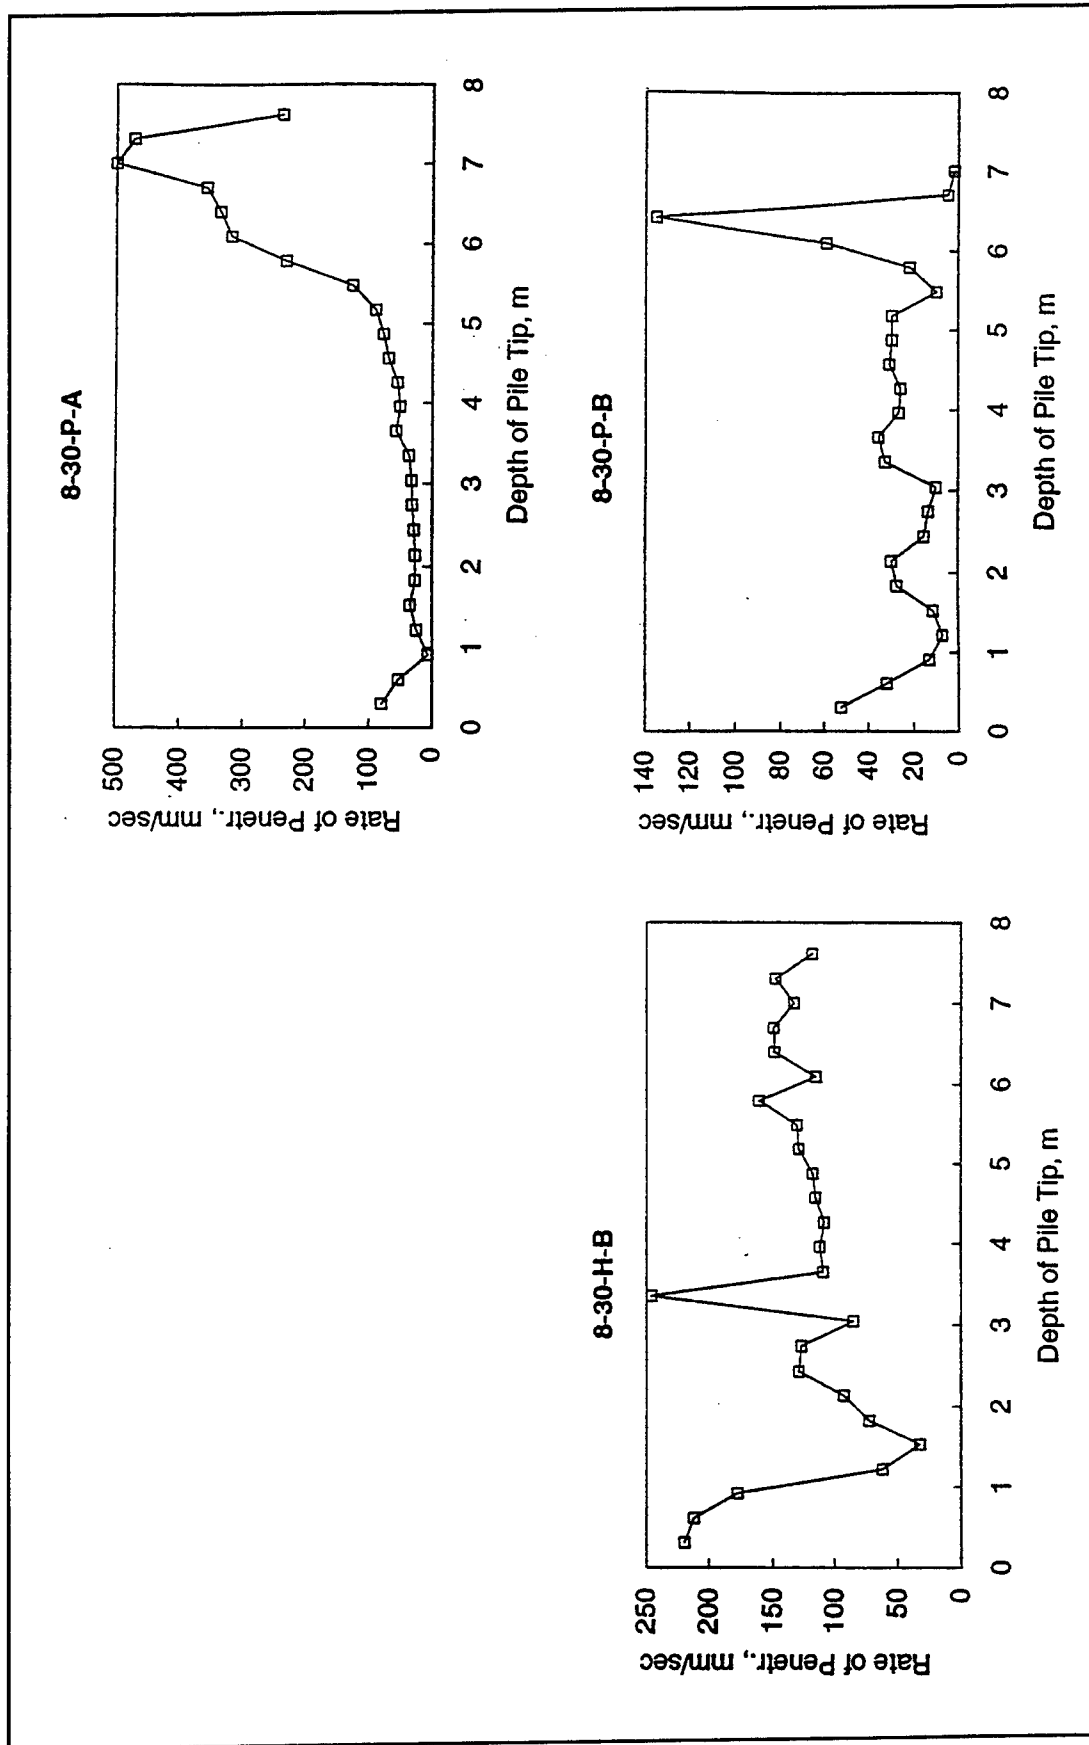 8-30-P-A
Rate of Penetr., mm/sec
500
400
300
200
100
0
0 1 2 3 4 5 6 7 8
Depth of Pile Tip, m
8-30-H-B
Rate of Penetr., mm/sec
250
200
150
100
50
0
0 1 2 3 4 5 6 7 8
Depth of Pile Tip, m
8-30-P-B
Rate of Penetr., mm/sec
140
120
100
80
60
40
20
0
0 1 2 3 4 5 6 7 8
Depth of Pile Tip, m